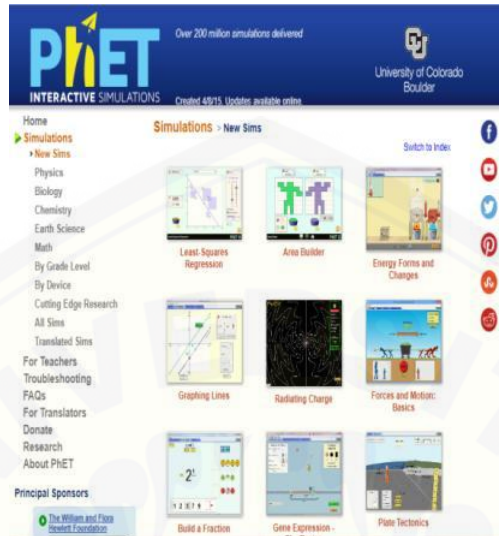 PhET
INTERACTIVE SIMULATIONS
Over 200 million simulations delivered
Created 4/8/15. Updates available online
University of Colorado
Boulder
Home
Simulations
New Sims
Physics
Biology
Chemistry
Earth Science
Math
By Grade Level
By Device
Cutting Edge Research
All Sims
Translated Sims
For Teachers
Troubleshooting
FAQs
For Translators
Donate
Research
About PhET
Principal Sponsors
The William and Flora
Hewlett Foundation
Simulations > New Sims
Switch to Index
Least-Squares
Regression
Area Builder
Energy Forms and
Changes
Graphing Lines
Radiating Charge
Forces and Motion:
Basics
Build a Fraction
Gene Expression -
Plate Tectonics